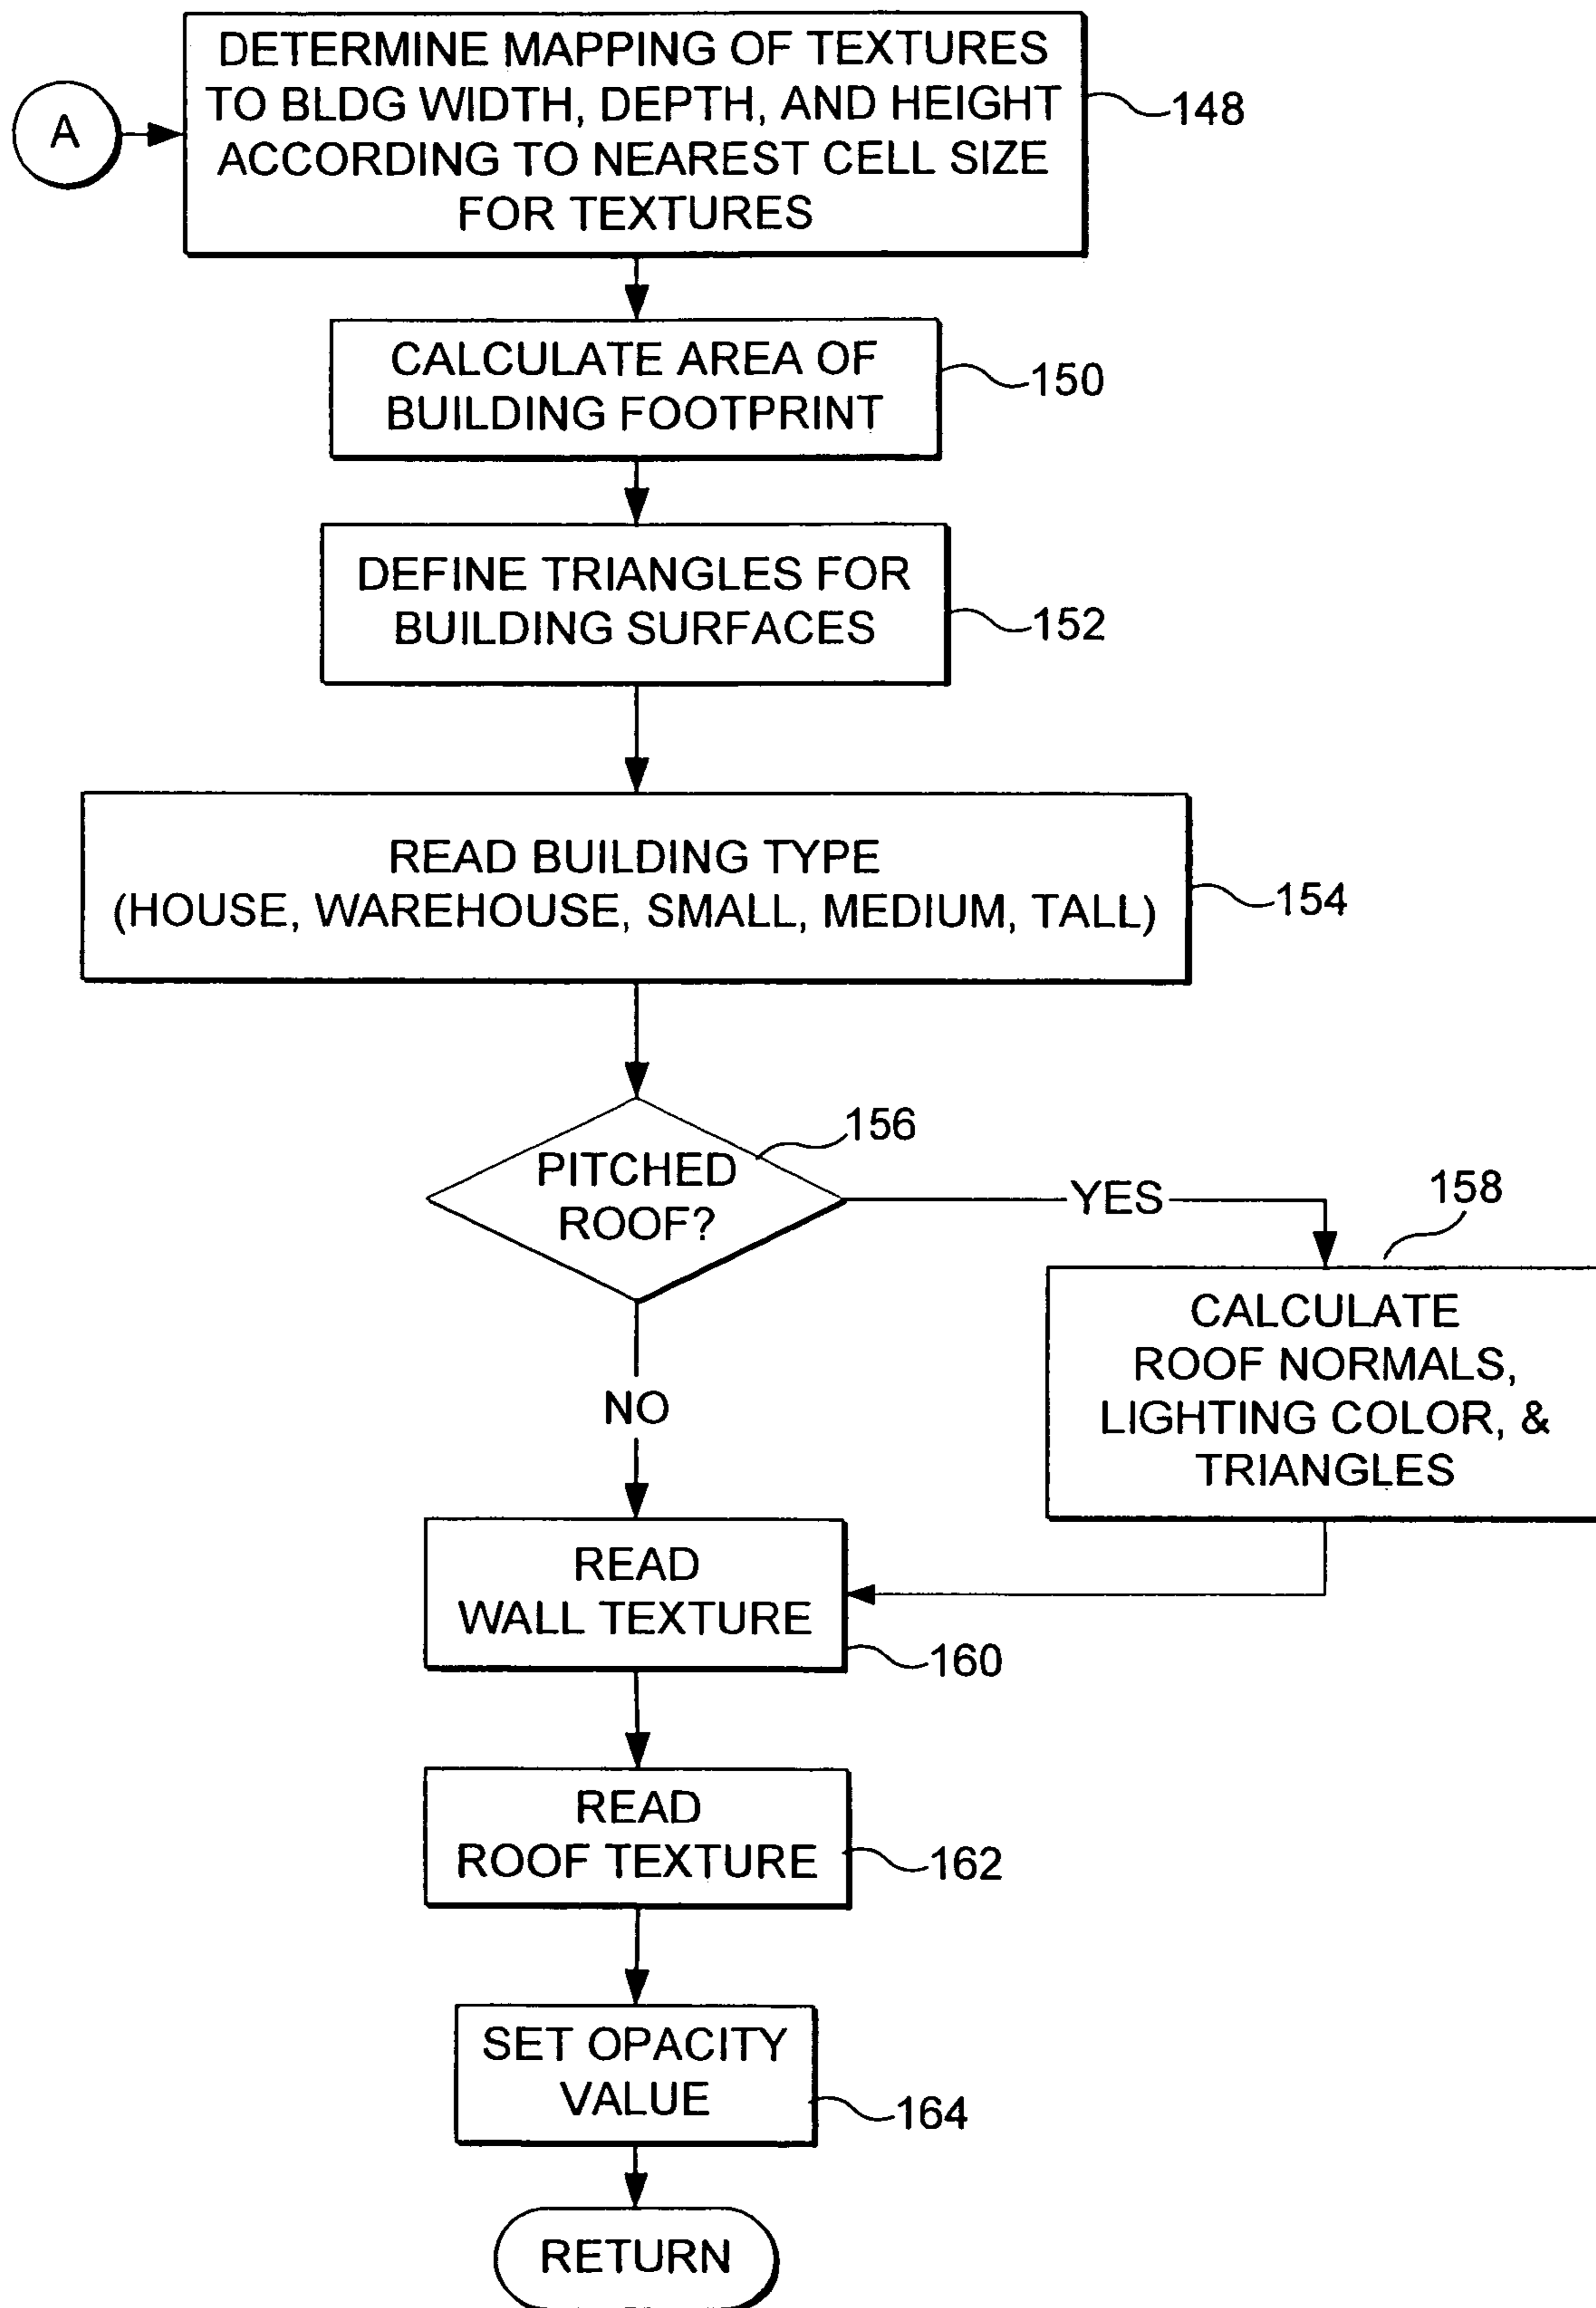 DETERMINE MAPPING OF TEXTURES
TO BLDG WIDTH, DEPTH, AND HEIGHT
ACCORDING TO NEAREST CELL SIZE
FOR TEXTURES
148
A
CALCULATE AREA OF
BUILDING FOOTPRINT
150
DEFINE TRIANGLES FOR
BUILDING SURFACES
152
READ BUILDING TYPE
(HOUSE, WAREHOUSE, SMALL, MEDIUM, TALL)
154
PITCHED
ROOF?
156
YES
158
CALCULATE
ROOF NORMALS,
LIGHTING COLOR, &
TRIANGLES
NO
READ
WALL TEXTURE
160
READ
ROOF TEXTURE
162
SET OPACITY
VALUE
164
RETURN